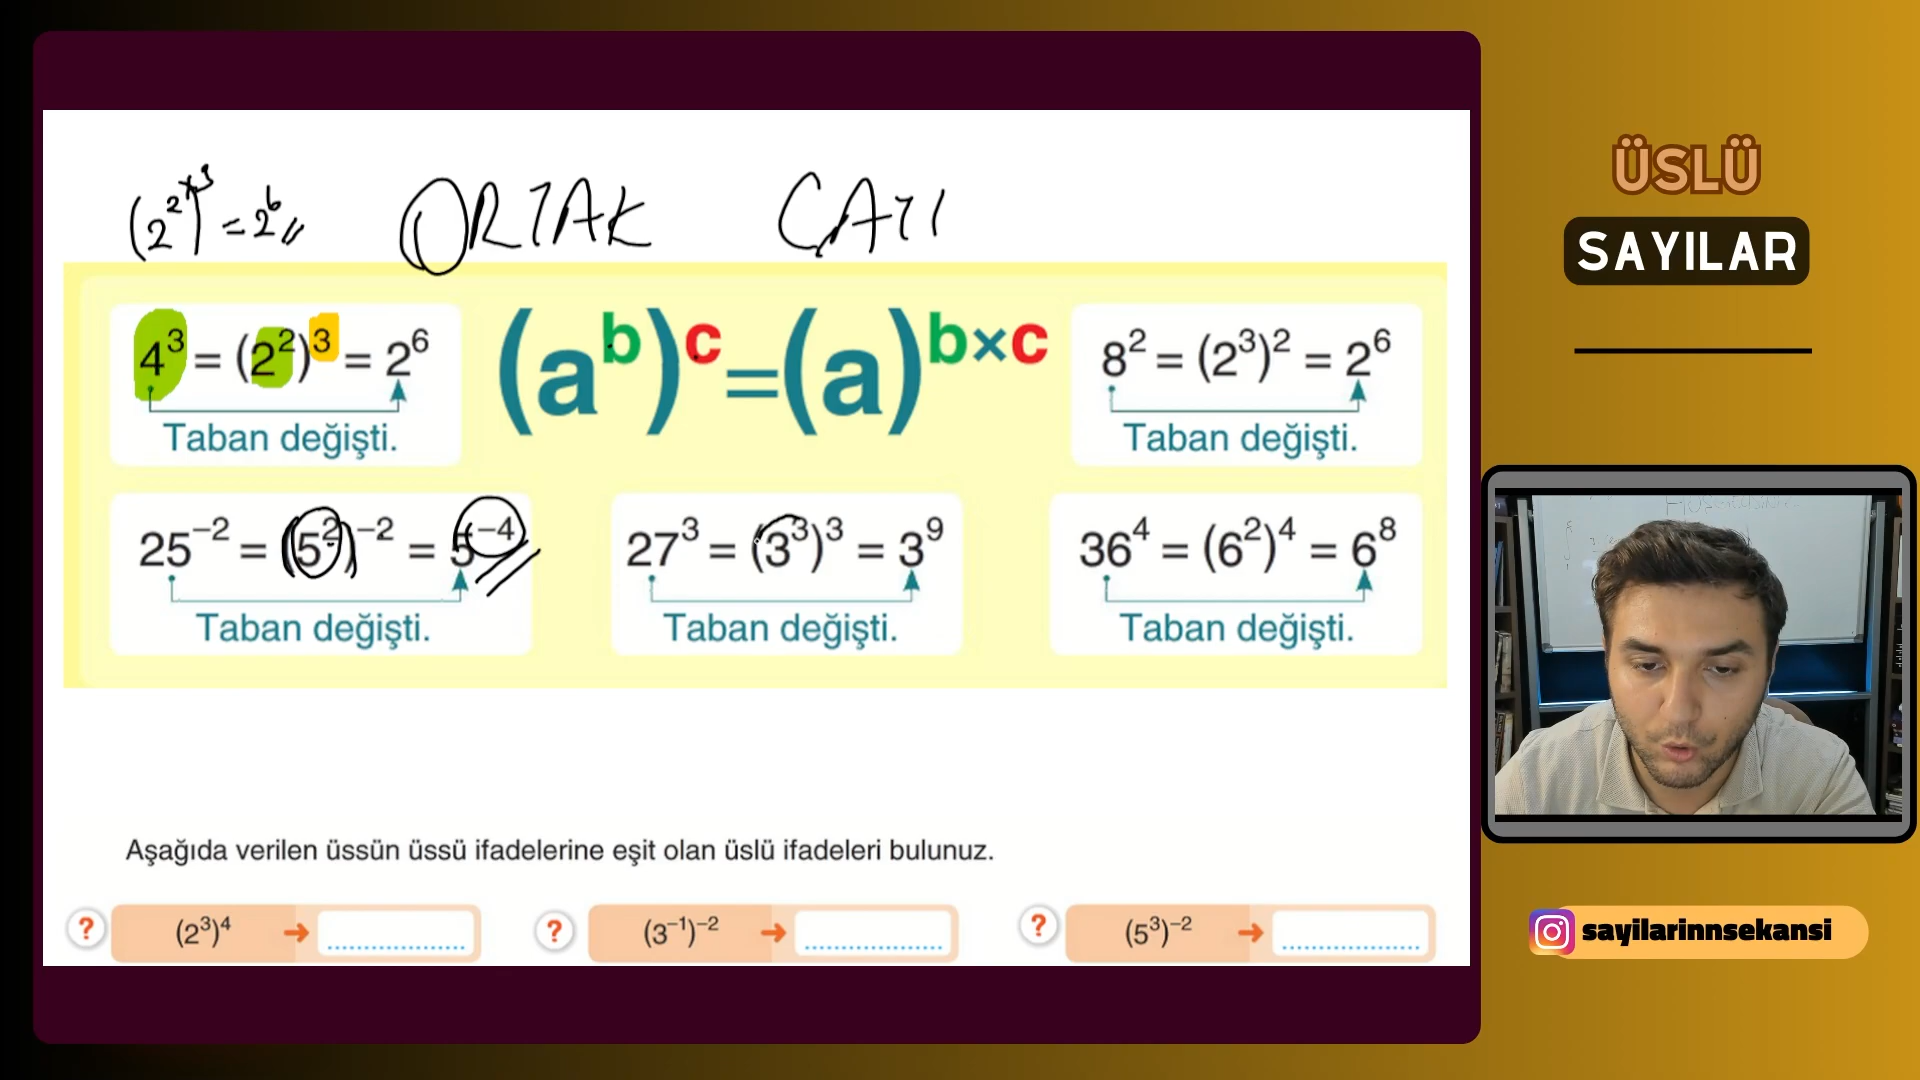 (2²)ˣ³ = 2⁶
ORTAK ÇATI
4³ = (2²)³ = 2⁶
Taban değişti.
(aᵇ)ᶜ=(a)ᵇˣᶜ
8² = (2³)² = 2⁶
Taban değişti.
25⁻² = (5²)⁻² = 5⁻⁴
Taban değişti.
27³ = (3³)³ = 3⁹
Taban değişti.
36⁴ = (6²)⁴ = 6⁸
Taban değişti.
Aşağıda verilen üssün üssü ifadelerine eşit olan üslü ifadeleri bulunuz.
? (2³)⁴ → ....................
? (3⁻¹)⁻² → ....................
? (5³)⁻² → ....................
ÜSLÜ
SAYILAR
sayilarinnsekansi